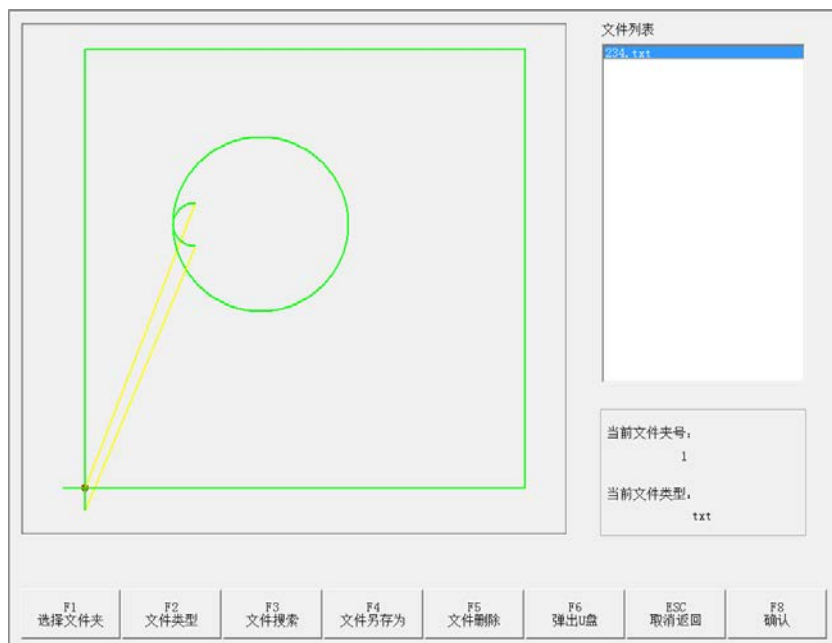 文件列表
234.txt
当前文件夹号：
1
当前文件类型：
txt
F1
选择文件夹
F2
文件类型
F3
文件搜索
F4
文件另存为
F5
文件删除
F6
弹出U盘
ESC
取消返回
F8
确认